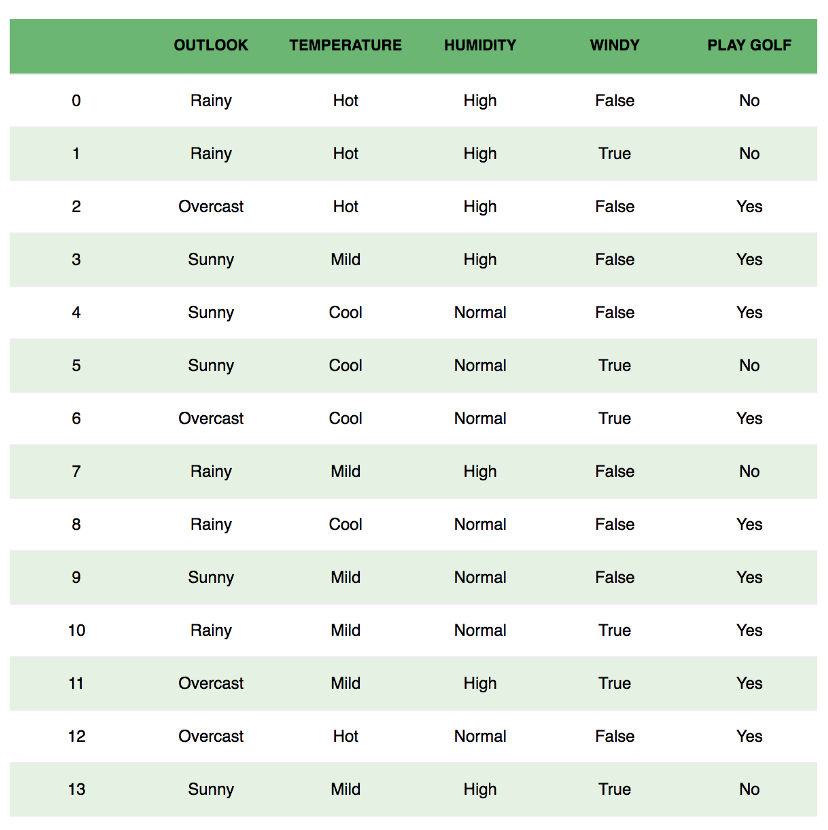 OUTLOOK TEMPERATURE HUMIDITY WINDY PLAY GOLF
0 Rainy Hot High False No
1 Rainy Hot High True No
2 Overcast Hot High False Yes
3 Sunny Mild High False Yes
4 Sunny Cool Normal False Yes
5 Sunny Cool Normal True No
6 Overcast Cool Normal True Yes
7 Rainy Mild High False No
8 Rainy Cool Normal False Yes
9 Sunny Mild Normal False Yes
10 Rainy Mild Normal True Yes
11 Overcast Mild High True Yes
12 Overcast Hot Normal False Yes
13 Sunny Mild High True No